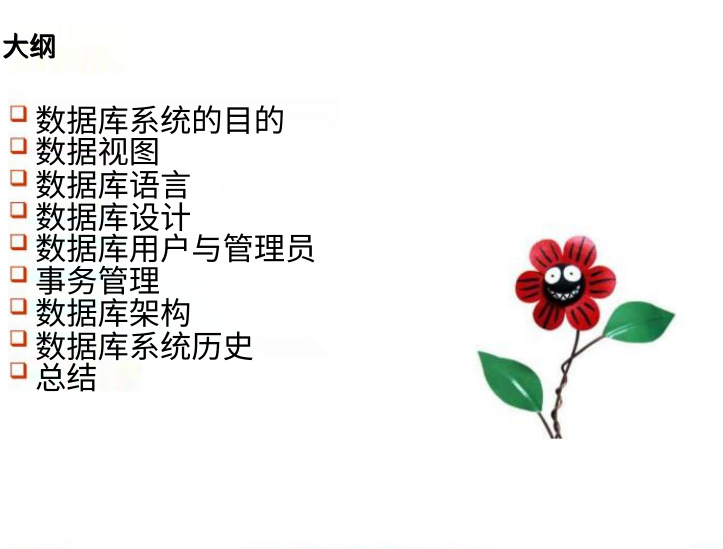 大纲
数据库系统的目的
数据视图
数据库语言
数据库设计
数据库用户与管理员
事务管理
数据库架构
数据库系统历史
总结